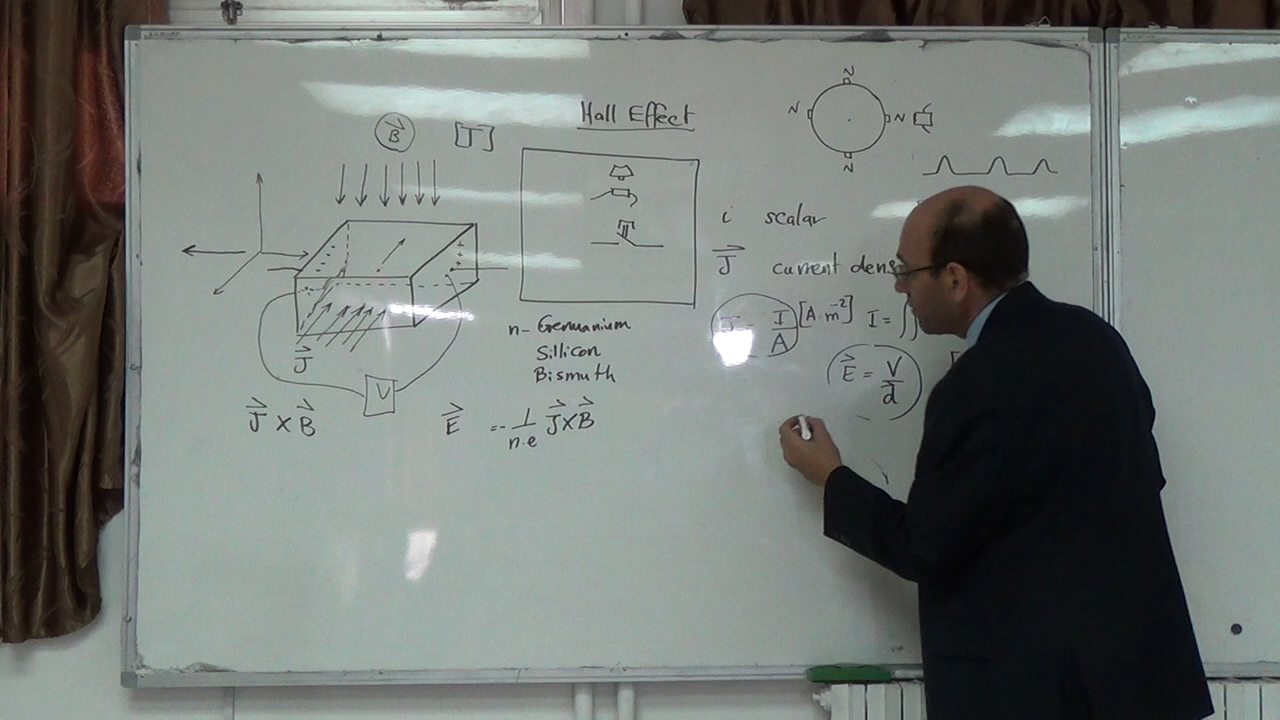 Hall Effect
B⃗ [T]
N
N N
N
i scalar
J⃗ current dens
J = I/A [A m⁻²] I = ∬
E⃗ = V/d
n- Germanium
Sillicon
Bismuth
J⃗
V
J⃗ × B⃗
E⃗ = - 1/n.e J⃗×B⃗